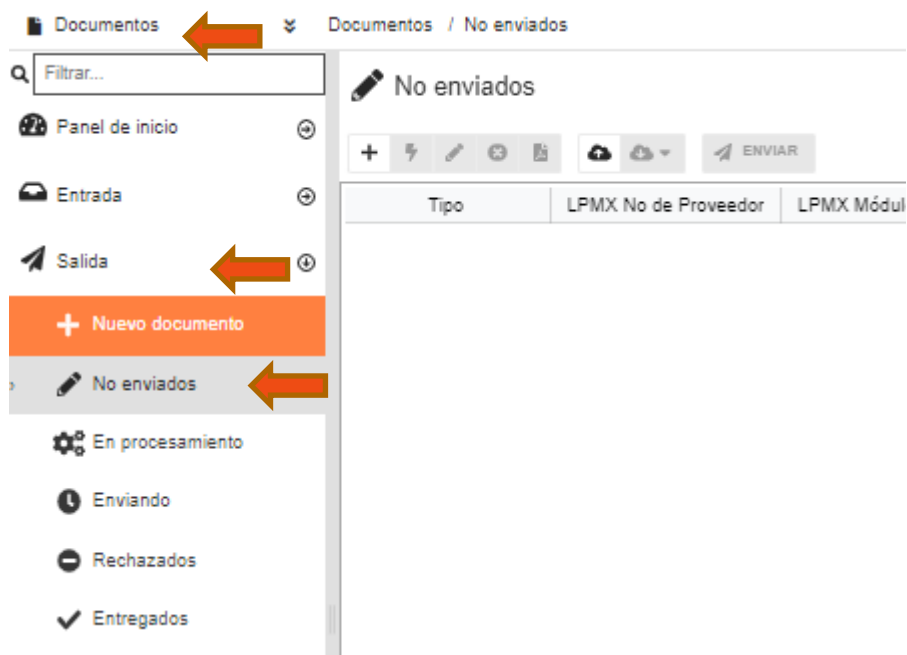 Documentos
Documentos / No enviados
Filtrar...
Panel de inicio
Entrada
Salida
Nuevo documento
No enviados
En procesamiento
Enviando
Rechazados
Entregados
No enviados
ENVIAR
Tipo LPMX No de Proveedor LPMX Módul